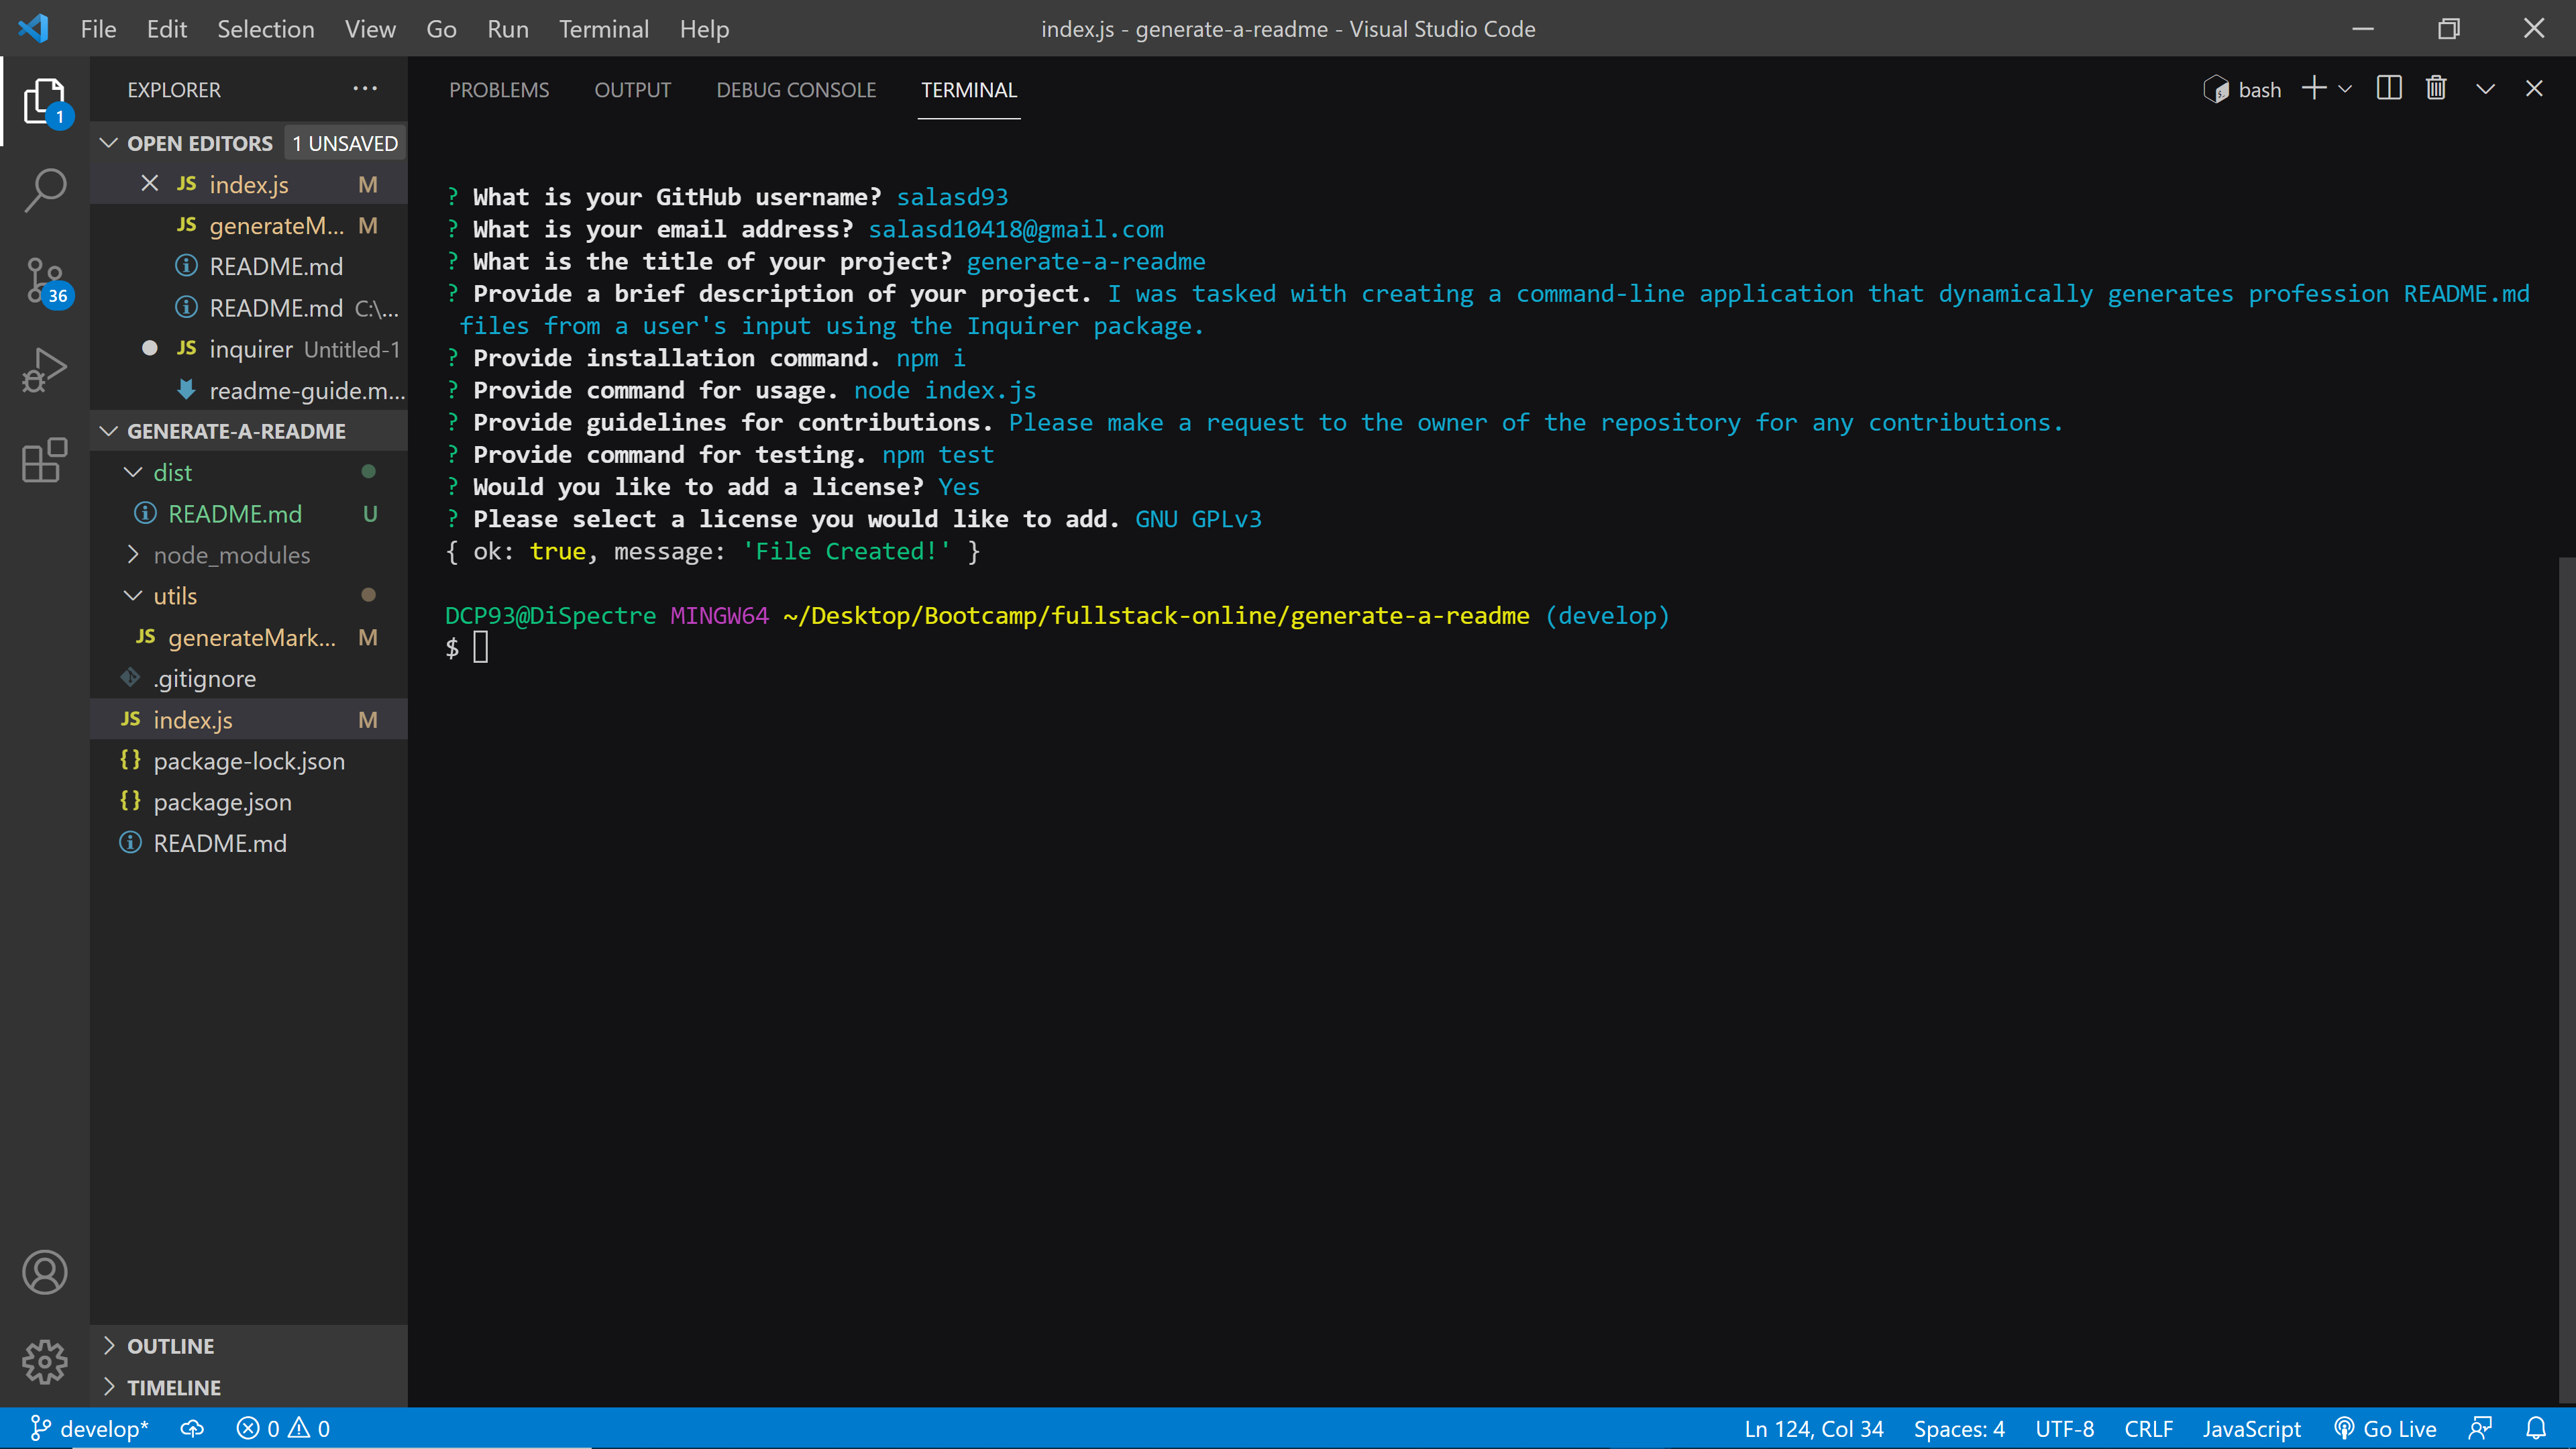 File Edit Selection View Go Run Terminal Help index.js - generate-a-readme - Visual Studio Code
EXPLORER
PROBLEMS OUTPUT DEBUG CONSOLE TERMINAL bash
1
OPEN EDITORS 1 UNSAVED
JS index.js M
JS generateM... M
README.md
README.md C:\...
36
JS inquirer Untitled-1
readme-guide.m...
GENERATE-A-README
dist
README.md U
node_modules
utils
JS generateMark... M
.gitignore
JS index.js M
{} package-lock.json
{} package.json
README.md
OUTLINE
TIMELINE
? What is your GitHub username? salasd93
? What is your email address? salasd10418@gmail.com
? What is the title of your project? generate-a-readme
? Provide a brief description of your project. I was tasked with creating a command-line application that dynamically generates profession README.md
files from a user's input using the Inquirer package.
? Provide installation command. npm i
? Provide command for usage. node index.js
? Provide guidelines for contributions. Please make a request to the owner of the repository for any contributions.
? Provide command for testing. npm test
? Would you like to add a license? Yes
? Please select a license you would like to add. GNU GPLv3
{ ok: true, message: 'File Created!' }
DCP93@DiSpectre MINGW64 ~/Desktop/Bootcamp/fullstack-online/generate-a-readme (develop)
$
develop* 0 0 Ln 124, Col 34 Spaces: 4 UTF-8 CRLF JavaScript Go Live